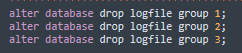 alter database drop logfile group 1;
alter database drop logfile group 2;
alter database drop logfile group 3;